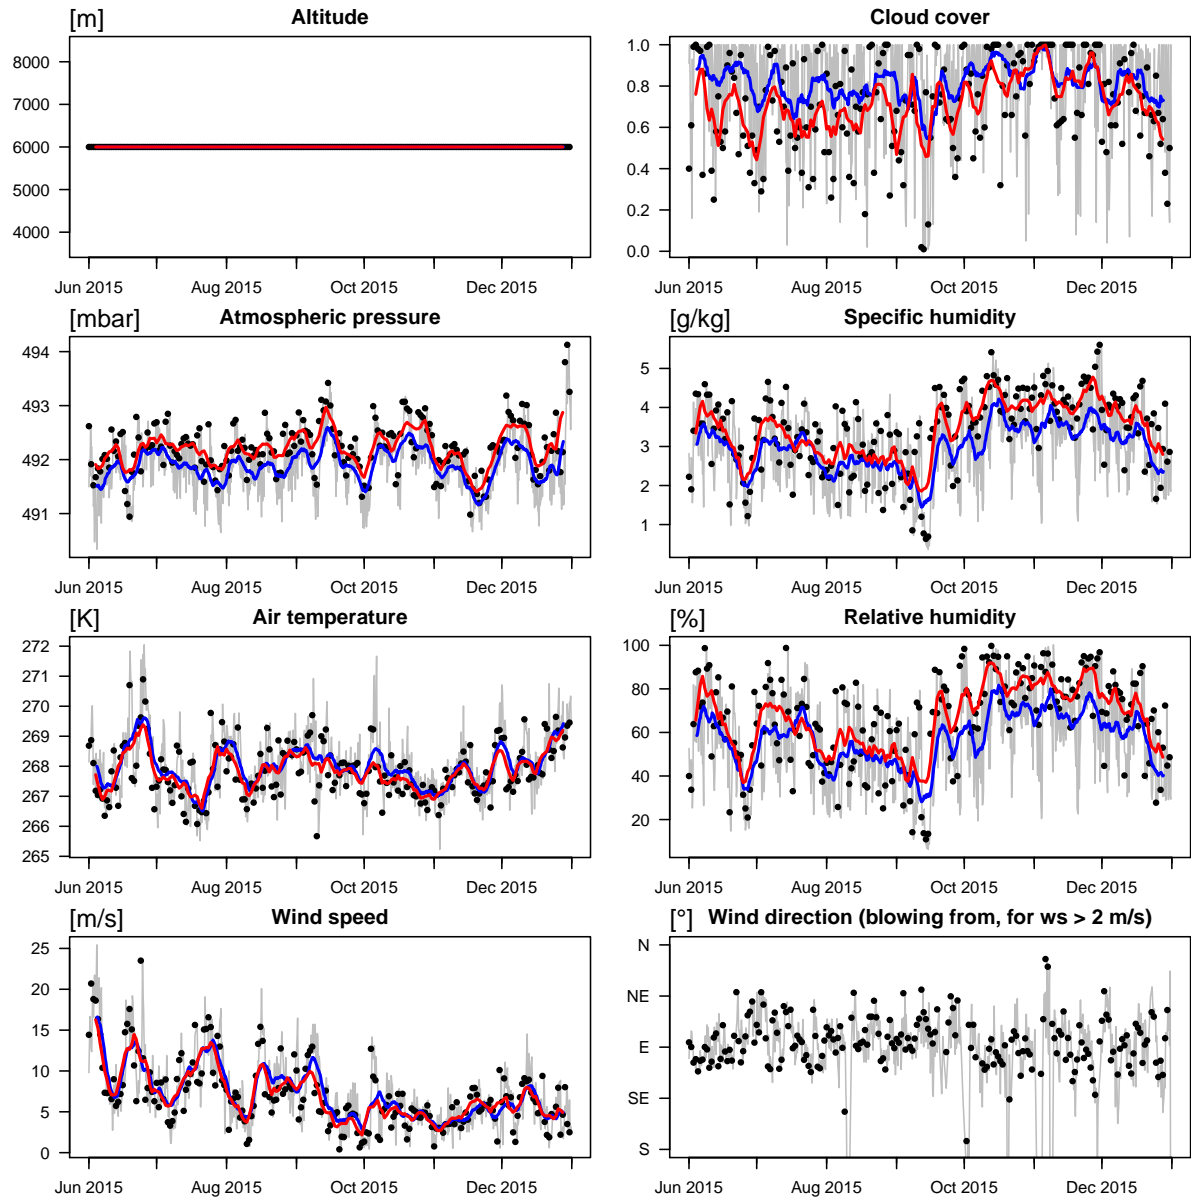 [m] Altitude
8000
7000
6000
5000
4000
Jun 2015 Aug 2015 Oct 2015 Dec 2015
Cloud cover
1.0
0.8
0.6
0.4
0.2
0.0
Jun 2015 Aug 2015 Oct 2015 Dec 2015
[mbar] Atmospheric pressure
494
493
492
491
Jun 2015 Aug 2015 Oct 2015 Dec 2015
[g/kg] Specific humidity
5
4
3
2
1
Jun 2015 Aug 2015 Oct 2015 Dec 2015
[K] Air temperature
272
271
270
269
268
267
266
265
Jun 2015 Aug 2015 Oct 2015 Dec 2015
[%] Relative humidity
100
80
60
40
20
Jun 2015 Aug 2015 Oct 2015 Dec 2015
[m/s] Wind speed
25
20
15
10
5
0
Jun 2015 Aug 2015 Oct 2015 Dec 2015
[°] Wind direction (blowing from, for ws > 2 m/s)
N
NE
E
SE
S
Jun 2015 Aug 2015 Oct 2015 Dec 2015